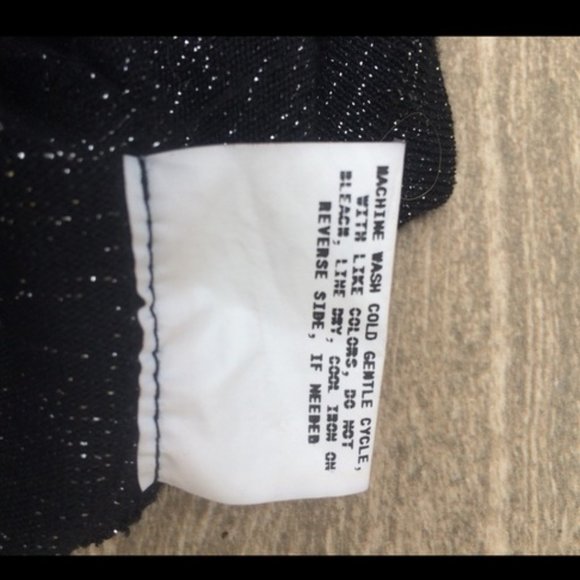 MACHINE WASH COLD GENTLE CYCLE,
WITH LIKE COLORS, DO NOT
BLEACH, LINE DRY, COOL IRON ON
REVERSE SIDE, IF NEEDED